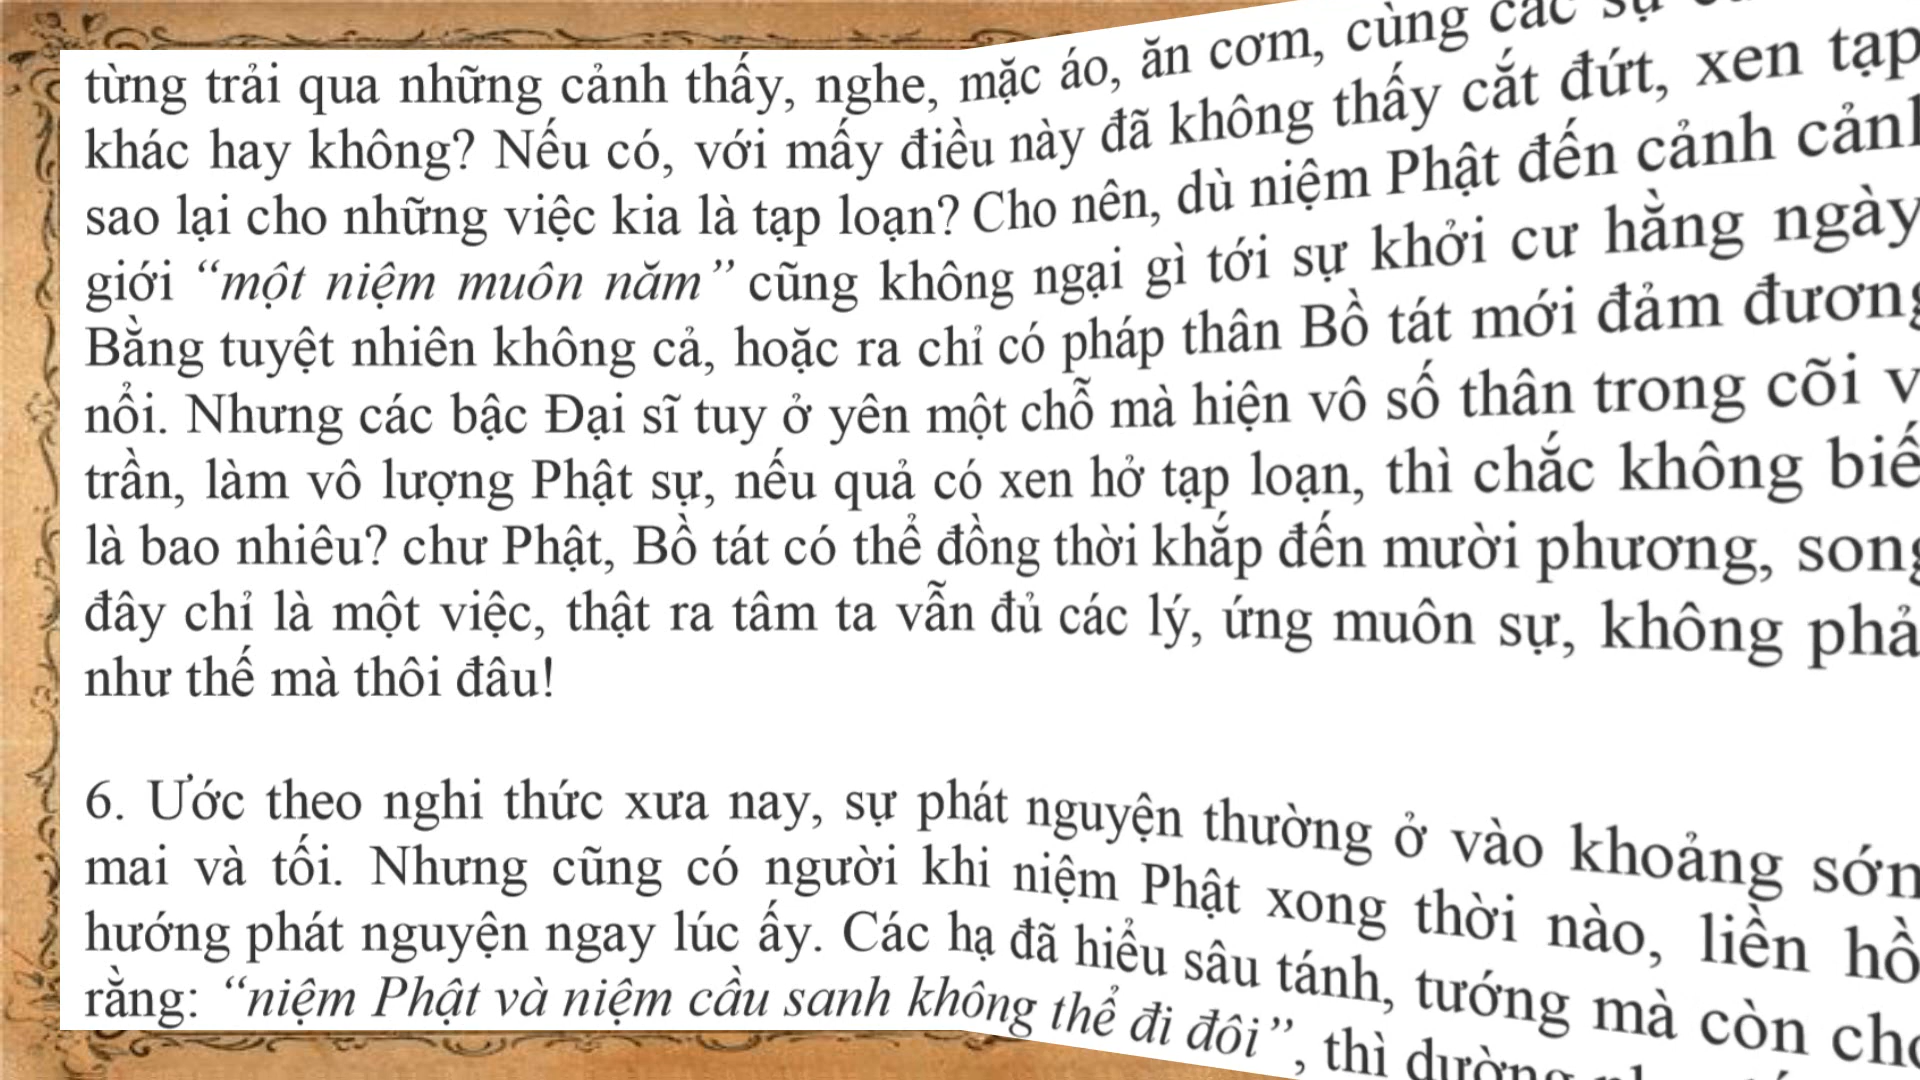 từng trải qua những cảnh thấy, nghe, mặc áo, ăn cơm, cùng các sự
khác hay không? Nếu có, với mấy điều này đã không thấy cắt đứt, xen tạp
sao lại cho những việc kia là tạp loạn? Cho nên, dù niệm Phật đến cảnh
giới “một niệm muôn năm” cũng không ngại gì tới sự khởi cư hằng ngày
Bằng tuyệt nhiên không cả, hoặc ra chỉ có pháp thân Bồ tát mới đảm đương
nổi. Nhưng các bậc Đại sĩ tuy ở yên một chỗ mà hiện vô số thân trong cõi
trần, làm vô lượng Phật sự, nếu quả có xen hở tạp loạn, thì chắc không
là bao nhiêu? chư Phật, Bồ tát có thể đồng thời khắp đến mười phương, song
đây chỉ là một việc, thật ra tâm ta vẫn đủ các lý, ứng muôn sự, không
như thế mà thôi đâu!
6. Ước theo nghi thức xưa nay, sự phát nguyện thường ở vào khoảng sớm
mai và tối. Nhưng cũng có người khi niệm Phật xong thời nào, liền
hướng phát nguyện ngay lúc ấy. Các hạ đã hiểu sâu tánh, tướng mà còn
rằng: “niệm Phật và niệm cầu sanh không thể đi đôi”, thì